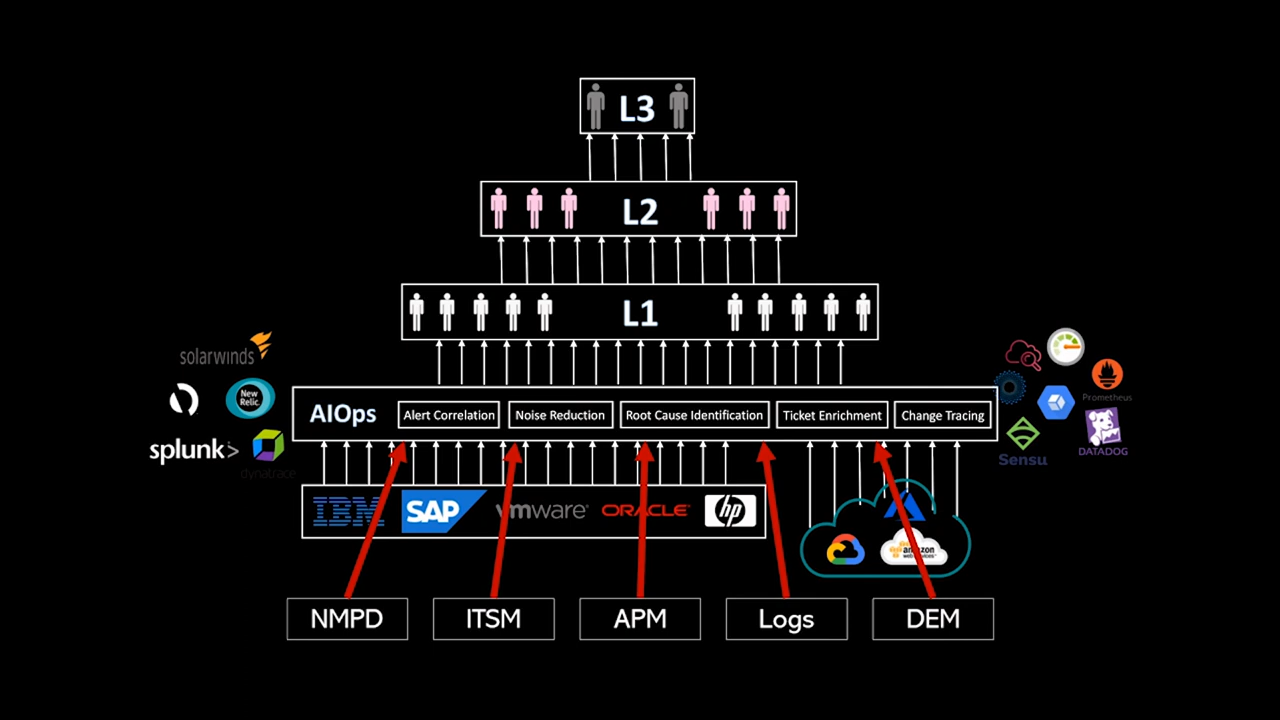 L3
L2
L1
solarwinds
New
Relic
splunk>
dynatrace
AIOps
Alert Correlation
Noise Reduction
Root Cause Identification
Ticket Enrichment
Change Tracing
Prometheus
Sensu
DATADOG
IBM
SAP
vmware
ORACLE
hp
amazon
web services
NMPD
ITSM
APM
Logs
DEM